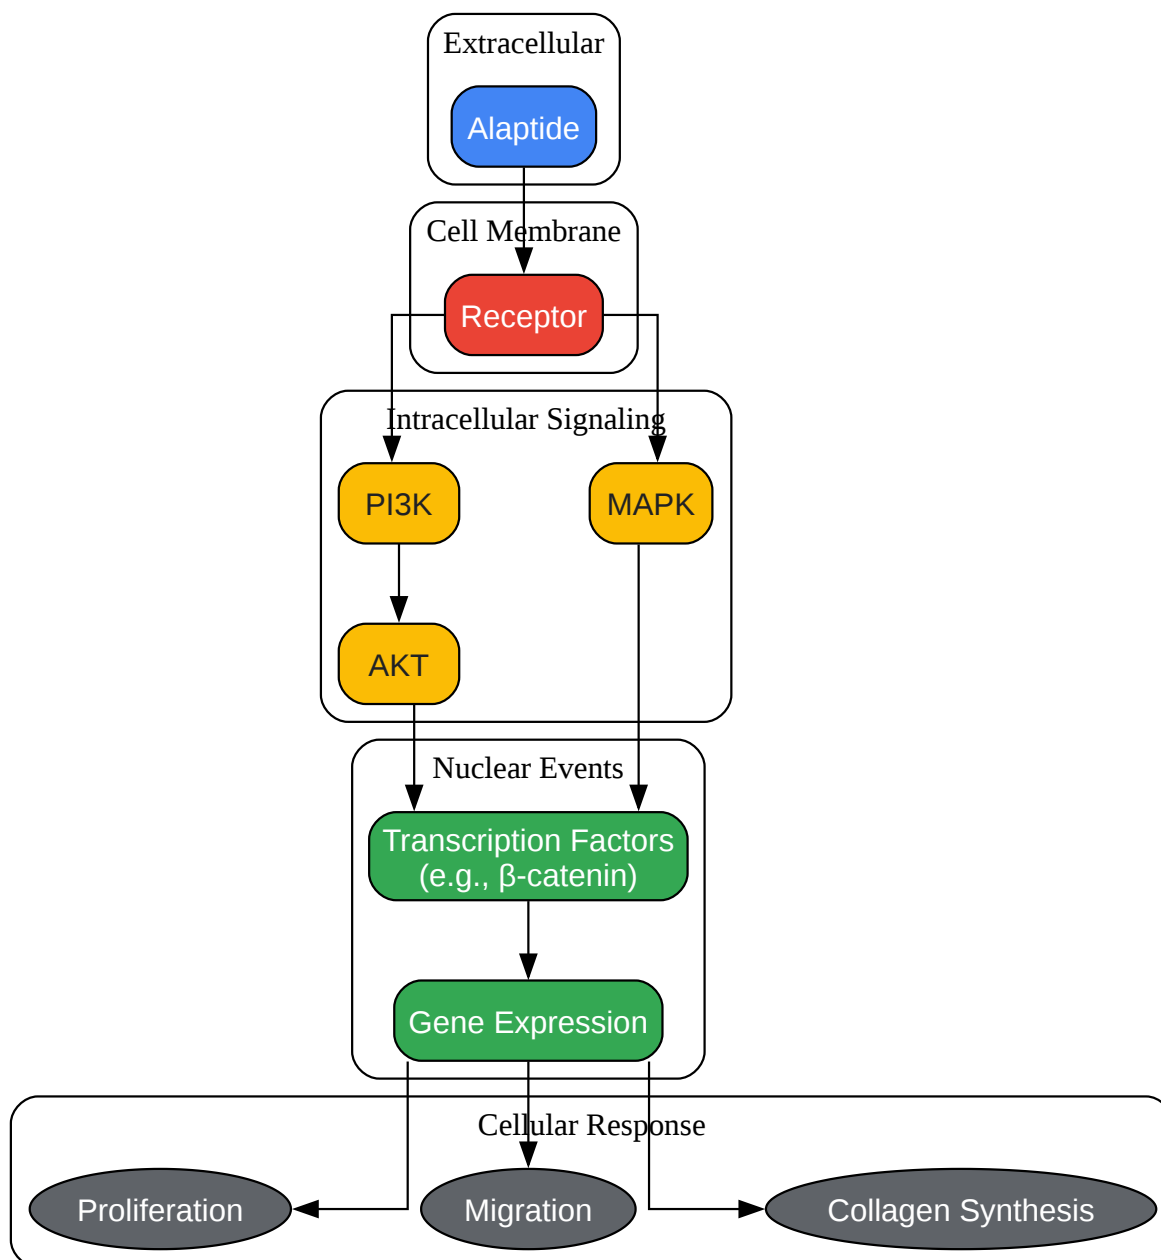 Extracellular
Alaptide
Cell Membrane
Receptor
Intracellular Signaling
PI3K
MAPK
AKT
Nuclear Events
Transcription Factors
(e.g., β-catenin)
Gene Expression
Cellular Response
Proliferation
Migration
Collagen Synthesis